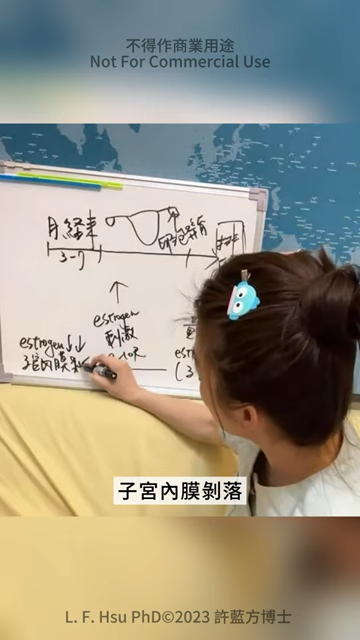 不得作商業用途
Not For Commercial Use
月經來
卵泡發育
3-7
estrogen
刺激
estrogen↓↓
子宮內膜剝
子宮內膜剝落
L. F. Hsu PhD©2023 許藍方博士